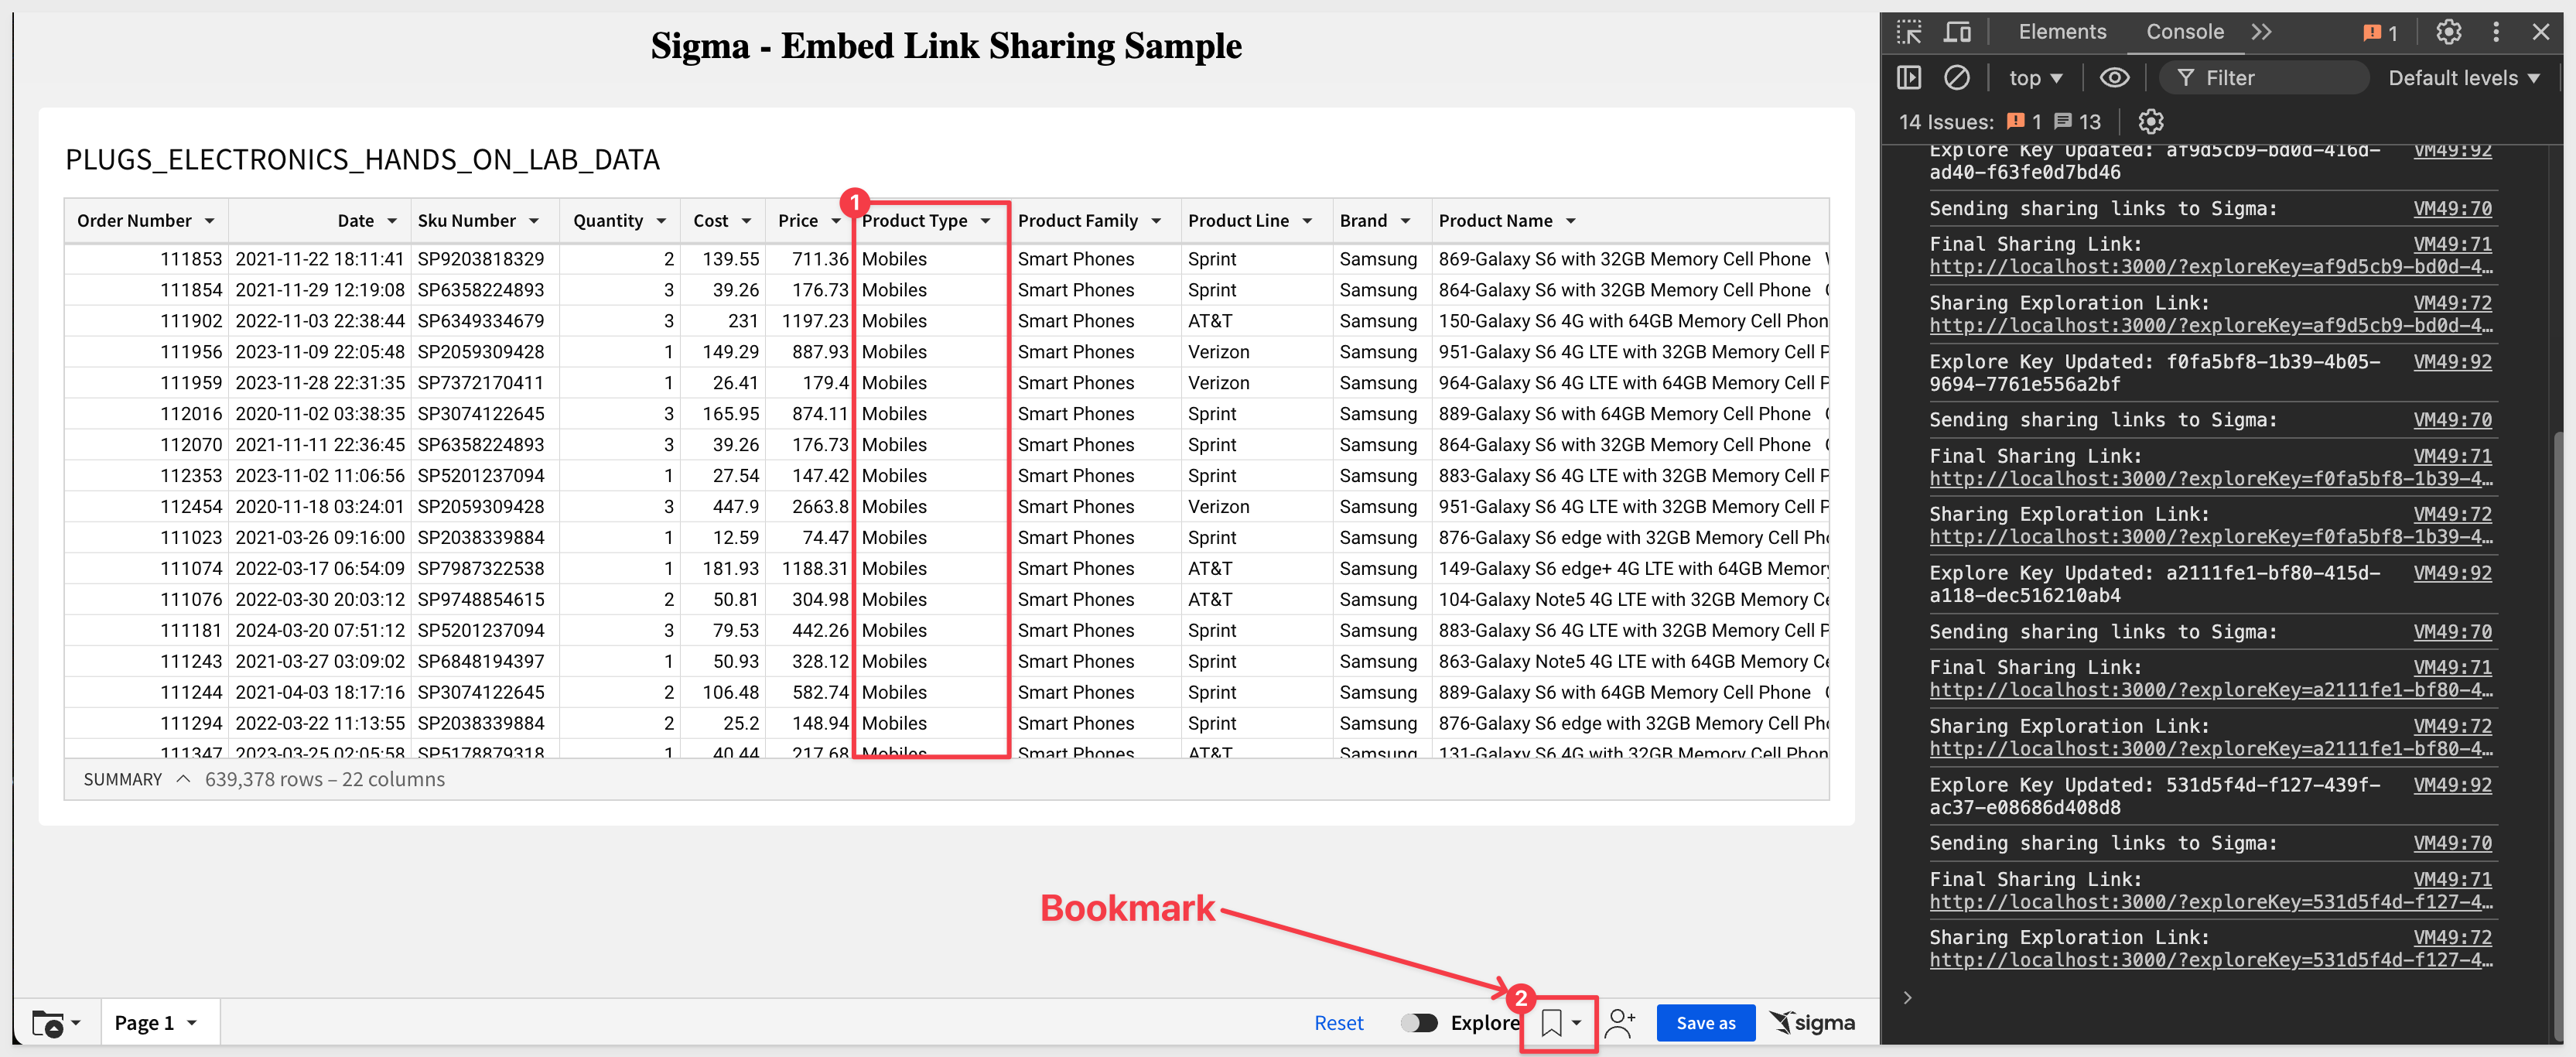 Sigma - Embed Link Sharing Sample
PLUGS_ELECTRONICS_HANDS_ON_LAB_DATA
1
Order Number Date Sku Number Quantity Cost Price Product Type Product Family Product Line Brand Product Name
111853 2021-11-22 18:11:41 SP9203818329 2 139.55 711.36 Mobiles Smart Phones Sprint Samsung 869-Galaxy S6 with 32GB Memory Cell Phone
111854 2021-11-29 12:19:08 SP6358224893 3 39.26 176.73 Mobiles Smart Phones Sprint Samsung 864-Galaxy S6 with 32GB Memory Cell Phone
111902 2022-11-03 22:38:44 SP6349334679 3 231 1197.23 Mobiles Smart Phones AT&T Samsung 150-Galaxy S6 4G with 64GB Memory Cell Phon
111956 2023-11-09 22:05:48 SP2059309428 1 149.29 887.93 Mobiles Smart Phones Verizon Samsung 951-Galaxy S6 4G LTE with 32GB Memory Cell P
111959 2023-11-28 22:31:35 SP7372170411 1 26.41 179.4 Mobiles Smart Phones Verizon Samsung 964-Galaxy S6 4G LTE with 64GB Memory Cell P
112016 2020-11-02 03:38:35 SP3074122645 3 165.95 874.11 Mobiles Smart Phones Sprint Samsung 889-Galaxy S6 with 64GB Memory Cell Phone
112070 2021-11-11 22:36:45 SP6358224893 3 39.26 176.73 Mobiles Smart Phones Sprint Samsung 864-Galaxy S6 with 32GB Memory Cell Phone
112353 2023-11-02 11:06:56 SP5201237094 1 27.54 147.42 Mobiles Smart Phones Sprint Samsung 883-Galaxy S6 4G LTE with 32GB Memory Cell P
112454 2020-11-18 03:24:01 SP2059309428 3 447.9 2663.8 Mobiles Smart Phones Verizon Samsung 951-Galaxy S6 4G LTE with 32GB Memory Cell P
111023 2021-03-26 09:16:00 SP2038339884 1 12.59 74.47 Mobiles Smart Phones Sprint Samsung 876-Galaxy S6 edge with 32GB Memory Cell Pho
111074 2022-03-17 06:54:09 SP7987322538 1 181.93 1188.31 Mobiles Smart Phones AT&T Samsung 149-Galaxy S6 edge+ 4G LTE with 64GB Memory
111076 2022-03-30 20:03:12 SP9748854615 2 50.81 304.98 Mobiles Smart Phones AT&T Samsung 104-Galaxy Note5 4G LTE with 32GB Memory Ce
111181 2024-03-20 07:51:12 SP5201237094 3 79.53 442.26 Mobiles Smart Phones Sprint Samsung 883-Galaxy S6 4G LTE with 32GB Memory Cell P
111243 2021-03-27 03:09:02 SP6848194397 1 50.93 328.12 Mobiles Smart Phones Sprint Samsung 863-Galaxy Note5 4G LTE with 64GB Memory Ce
111244 2021-04-03 18:17:16 SP3074122645 2 106.48 582.74 Mobiles Smart Phones Sprint Samsung 889-Galaxy S6 with 64GB Memory Cell Phone
111294 2022-03-22 11:13:55 SP2038339884 2 25.2 148.94 Mobiles Smart Phones Sprint Samsung 876-Galaxy S6 edge with 32GB Memory Cell Pho
111347 2023-03-25 02:05:58 SP5178879318 1 40.44 217.68 Mobiles Smart Phones AT&T Samsung 131-Galaxy S6 4G with 32GB Memory Cell Phon
SUMMARY 639,378 rows – 22 columns
Bookmark
2
Page 1 Reset Explore Save as sigma
Elements Console 1
top Filter Default levels
14 Issues: 1 13
Explore Key Updated: af9d5cb9-bd0d-416d- VM49:92
ad40-f63fe0d7bd46
Sending sharing links to Sigma: VM49:70
Final Sharing Link: VM49:71
http://localhost:3000/?exploreKey=af9d5cb9-bd0d-4…
Sharing Exploration Link: VM49:72
http://localhost:3000/?exploreKey=af9d5cb9-bd0d-4…
Explore Key Updated: f0fa5bf8-1b39-4b05- VM49:92
9694-7761e556a2bf
Sending sharing links to Sigma: VM49:70
Final Sharing Link: VM49:71
http://localhost:3000/?exploreKey=f0fa5bf8-1b39-4…
Sharing Exploration Link: VM49:72
http://localhost:3000/?exploreKey=f0fa5bf8-1b39-4…
Explore Key Updated: a2111fe1-bf80-415d- VM49:92
a118-dec516210ab4
Sending sharing links to Sigma: VM49:70
Final Sharing Link: VM49:71
http://localhost:3000/?exploreKey=a2111fe1-bf80-4…
Sharing Exploration Link: VM49:72
http://localhost:3000/?exploreKey=a2111fe1-bf80-4…
Explore Key Updated: 531d5f4d-f127-439f- VM49:92
ac37-e08686d408d8
Sending sharing links to Sigma: VM49:70
Final Sharing Link: VM49:71
http://localhost:3000/?exploreKey=531d5f4d-f127-4…
Sharing Exploration Link: VM49:72
http://localhost:3000/?exploreKey=531d5f4d-f127-4…